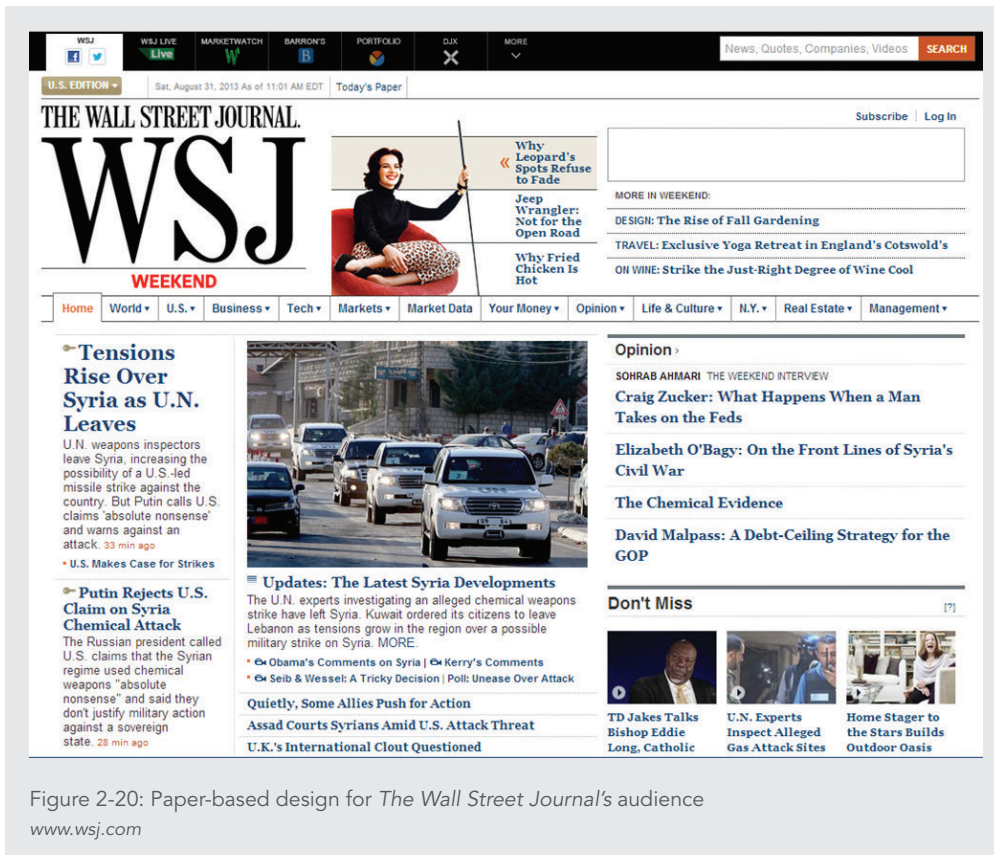 WSJ
WSJ LIVE
Live
MARKETWATCH
W
BARRON'S
B
PORTFOLIO
DJX
MORE
News, Quotes, Companies, Videos
SEARCH
U.S. EDITION
Sat, August 31, 2013 As of 11:01 AM EDT
Today's Paper
THE WALL STREET JOURNAL.
WSJ
WEEKEND
«
Why
Leopard's
Spots Refuse
to Fade
Jeep
Wrangler:
Not for the
Open Road
Why Fried
Chicken Is
Hot
Subscribe
Log In
MORE IN WEEKEND:
DESIGN: The Rise of Fall Gardening
TRAVEL: Exclusive Yoga Retreat in England's Cotswold's
ON WINE: Strike the Just-Right Degree of Wine Cool
Home World U.S. Business Tech Markets Market Data Your Money Opinion Life & Culture N.Y. Real Estate Management
Tensions
Rise Over
Syria as U.N.
Leaves
U.N. weapons inspectors
leave Syria, increasing the
possibility of a U.S.-led
missile strike against the
country. But Putin calls U.S.
claims 'absolute nonsense'
and warns against an
attack. 33 min ago
• U.S. Makes Case for Strikes
Putin Rejects U.S.
Claim on Syria
Chemical Attack
The Russian president called
U.S. claims that the Syrian
regime used chemical
weapons "absolute
nonsense" and said they
don't justify military action
against a sovereign
state. 28 min ago
UN
Updates: The Latest Syria Developments
The U.N. experts investigating an alleged chemical weapons
strike have left Syria. Kuwait ordered its citizens to leave
Lebanon as tensions grow in the region over a possible
military strike on Syria. MORE.
• Obama's Comments on Syria | Kerry's Comments
• Seib & Wessel: A Tricky Decision | Poll: Unease Over Attack
Quietly, Some Allies Push for Action
Assad Courts Syrians Amid U.S. Attack Threat
U.K.'s International Clout Questioned
Opinion ›
SOHRAB AHMARI THE WEEKEND INTERVIEW
Craig Zucker: What Happens When a Man
Takes on the Feds
Elizabeth O'Bagy: On the Front Lines of Syria's
Civil War
The Chemical Evidence
David Malpass: A Debt-Ceiling Strategy for the
GOP
Don't Miss
[?]
TD Jakes Talks
Bishop Eddie
Long, Catholic
U.N. Experts
Inspect Alleged
Gas Attack Sites
Home Stager to
the Stars Builds
Outdoor Oasis
Figure 2-20: Paper-based design for The Wall Street Journal's audience
www.wsj.com